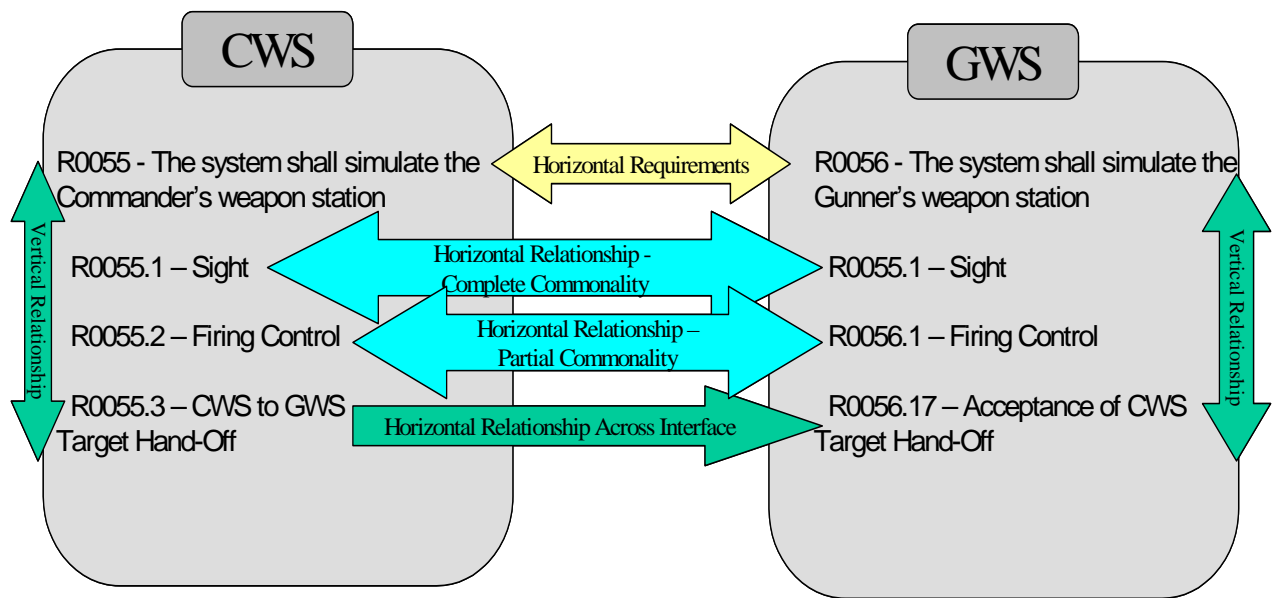 CWS
GWS
R0055 - The system shall simulate the
Commander's weapon station
Horizontal Requirements
R0056 - The system shall simulate the
Gunner's weapon station
Vertical Relationship
R0055.1 – Sight
Horizontal Relationship -
Complete Commonality
R0055.1 – Sight
Vertical Relationship
R0055.2 – Firing Control
Horizontal Relationship –
Partial Commonality
R0056.1 – Firing Control
R0055.3 – CWS to GWS
Target Hand-Off
Horizontal Relationship Across Interface
R0056.17 – Acceptance of CWS
Target Hand-Off